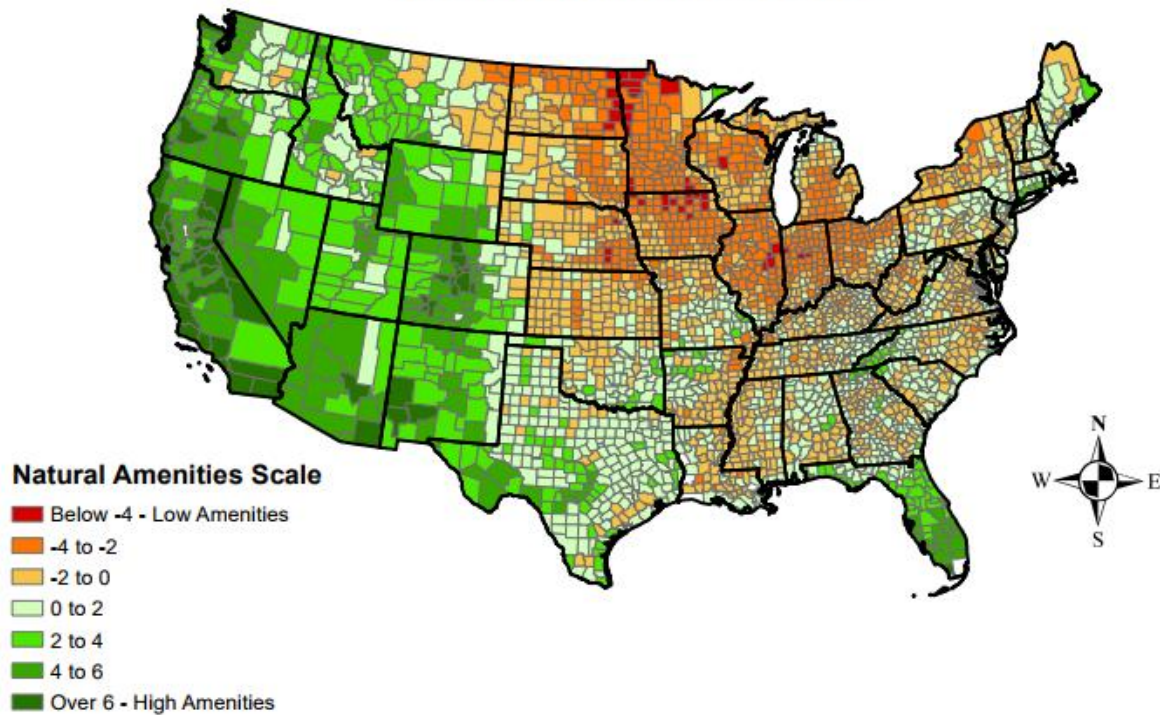 Natural Amenities Scale
Below -4 - Low Amenities
-4 to -2
-2 to 0
0 to 2
2 to 4
4 to 6
Over 6 - High Amenities
N
W E
S